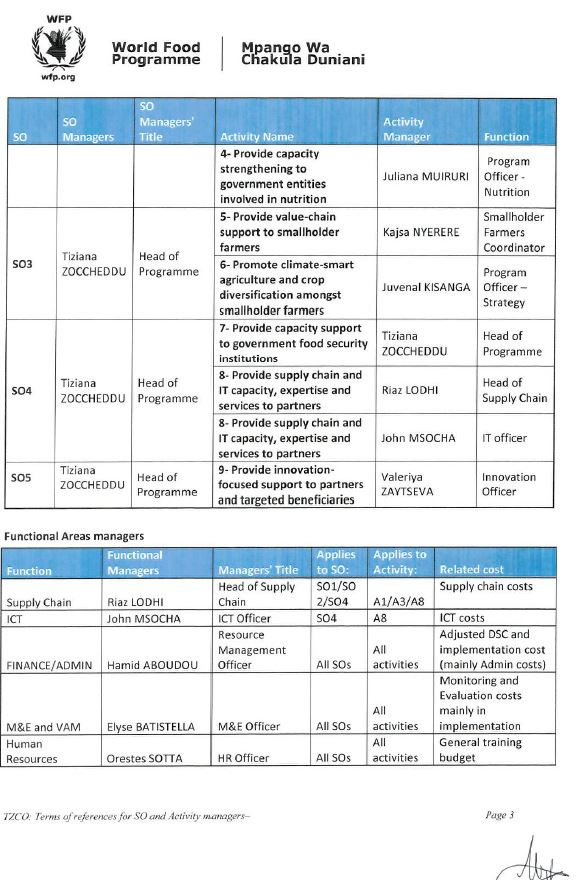 WFP
wfp.org
World Food
Programme
Mpango Wa
Chakula Duniani
SO
SO
Managers
SO
Managers'
Title
Activity Name
Activity
Manager
Function
4- Provide capacity
strengthening to
government entities
involved in nutrition
Juliana MUIRURI
Program
Officer -
Nutrition
SO3
Tiziana
ZOCCHEDDU
Head of
Programme
5- Provide value-chain
support to smallholder
farmers
Kajsa NYERERE
Smallholder
Farmers
Coordinator
6- Promote climate-smart
agriculture and crop
diversification amongst
smallholder farmers
Juvenal KISANGA
Program
Officer –
Strategy
SO4
Tiziana
ZOCCHEDDU
Head of
Programme
7- Provide capacity support
to government food security
institutions
Tiziana
ZOCCHEDDU
Head of
Programme
8- Provide supply chain and
IT capacity, expertise and
services to partners
Riaz LODHI
Head of
Supply Chain
8- Provide supply chain and
IT capacity, expertise and
services to partners
John MSOCHA
IT officer
SO5
Tiziana
ZOCCHEDDU
Head of
Programme
9- Provide innovation-
focused support to partners
and targeted beneficiaries
Valeriya
ZAYTSEVA
Innovation
Officer
Functional Areas managers
Function
Functional
Managers
Managers' Title
Applies
to SO:
Applies to
Activity:
Related cost
Supply Chain
Riaz LODHI
Head of Supply
Chain
SO1/SO
2/SO4
A1/A3/A8
Supply chain costs
ICT
John MSOCHA
ICT Officer
SO4
A8
ICT costs
FINANCE/ADMIN
Hamid ABOUDOU
Resource
Management
Officer
All SOs
All
activities
Adjusted DSC and
implementation cost
(mainly Admin costs)
M&E and VAM
Elyse BATISTELLA
M&E Officer
All SOs
All
activities
Monitoring and
Evaluation costs
mainly in
implementation
Human
Resources
Orestes SOTTA
HR Officer
All SOs
All
activities
General training
budget
TZCO: Terms of references for SO and Activity managers–
Page 3